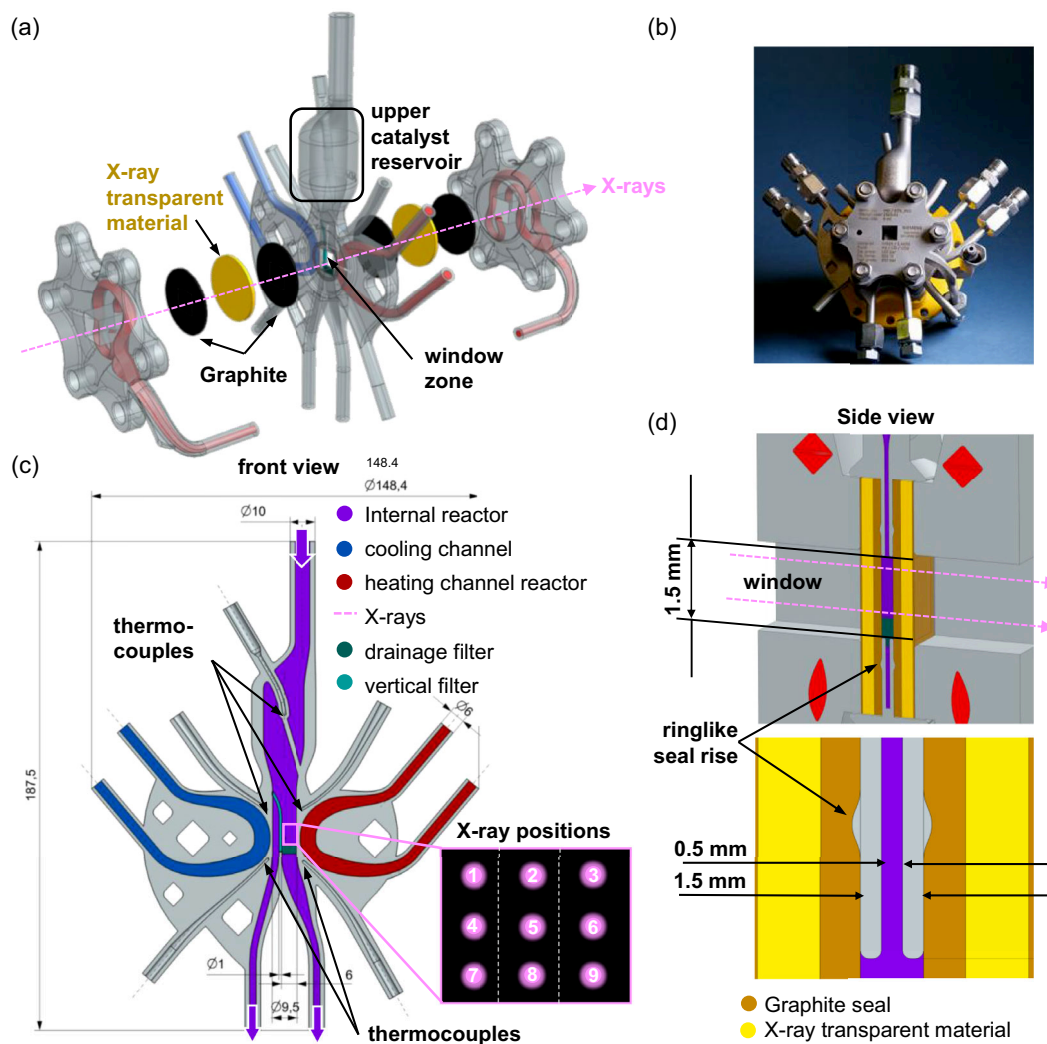 (a)
upper
catalyst
reservoir
X-ray
transparent
material
X-rays
Graphite
window
zone
(b)
(c)
front view
148.4
Ø148,4
Ø10
Internal reactor
cooling channel
heating channel reactor
X-rays
drainage filter
vertical filter
thermo-
couples
Ø6
187,5
X-ray positions
1 2 3
4 5 6
7 8 9
Ø1
6
Ø9,5
thermocouples
(d)
Side view
1.5 mm
window
ringlike
seal rise
0.5 mm
1.5 mm
Graphite seal
X-ray transparent material